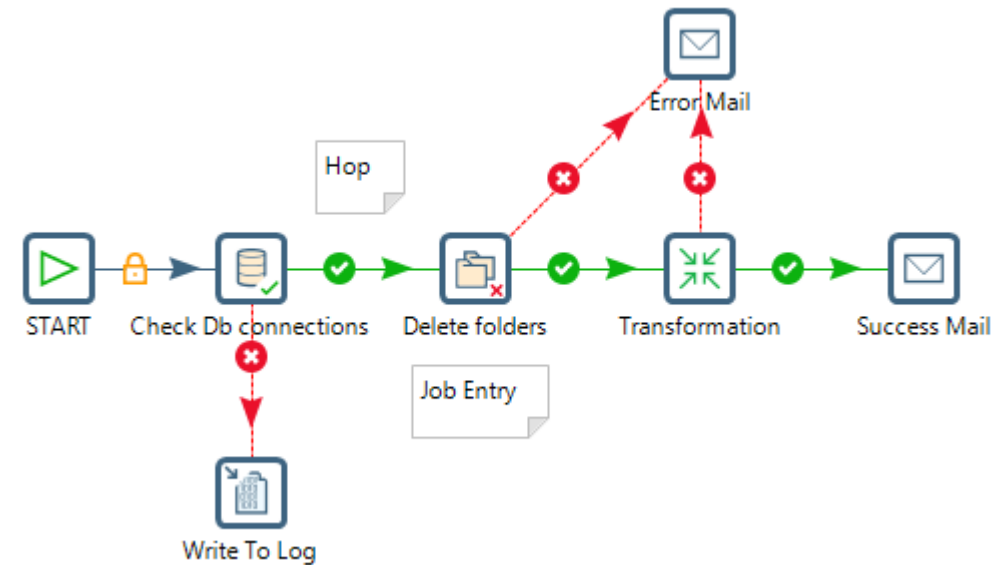 Error Mail
Hop
START
Check Db connections
Delete folders
Transformation
Success Mail
Job Entry
Write To Log